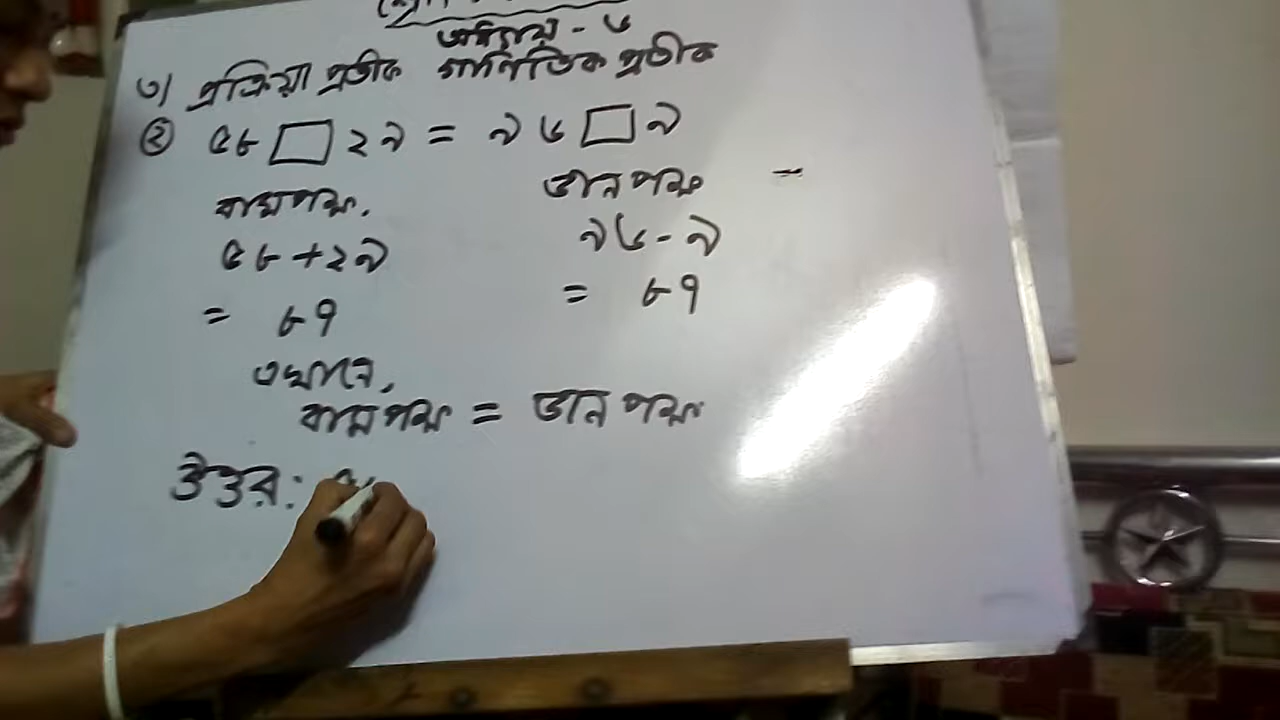 অধ্যায় - ৬
৩) প্রক্রিয়া প্রতীক গাণিতিক প্রতীক
② ৫৮ □ ২৯ = ৯৬ □ ৯
বামপক্ষ. ডানপক্ষ -
৫৮+২৯ ৯৬-৯
= ৮৭ = ৮৭
এখানে,
বামপক্ষ = ডানপক্ষ
উত্তর: